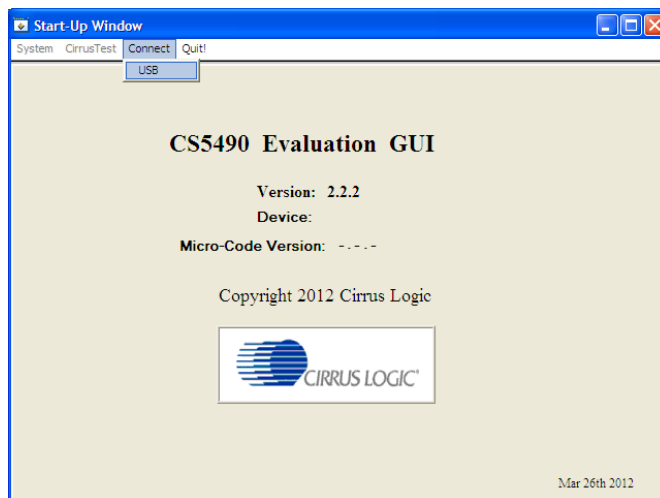 Start-Up Window
System CirrusTest Connect Quit!
USB
CS5490 Evaluation GUI
Version: 2.2.2
Device:
Micro-Code Version: -.-.-
Copyright 2012 Cirrus Logic
CIRRUS LOGIC®
Mar 26th 2012